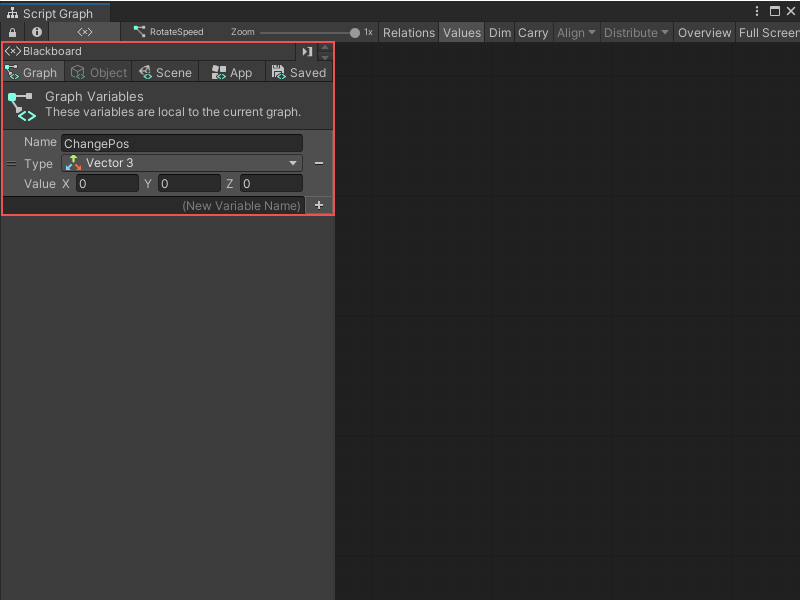 Script Graph
RotateSpeed Zoom 1x Relations Values Dim Carry Align Distribute Overview Full Screen
Blackboard
Graph Object Scene App Saved
Graph Variables
These variables are local to the current graph.
Name ChangePos
Type Vector 3
Value X 0 Y 0 Z 0
(New Variable Name)